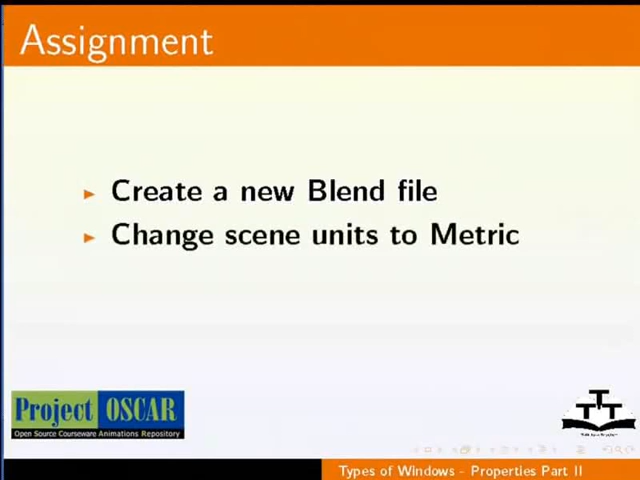 Assignment
Create a new Blend file
Change scene units to Metric
Project OSCAR
Open Source Courseware Animations Repository
TTT
Types of Windows - Properties Part II